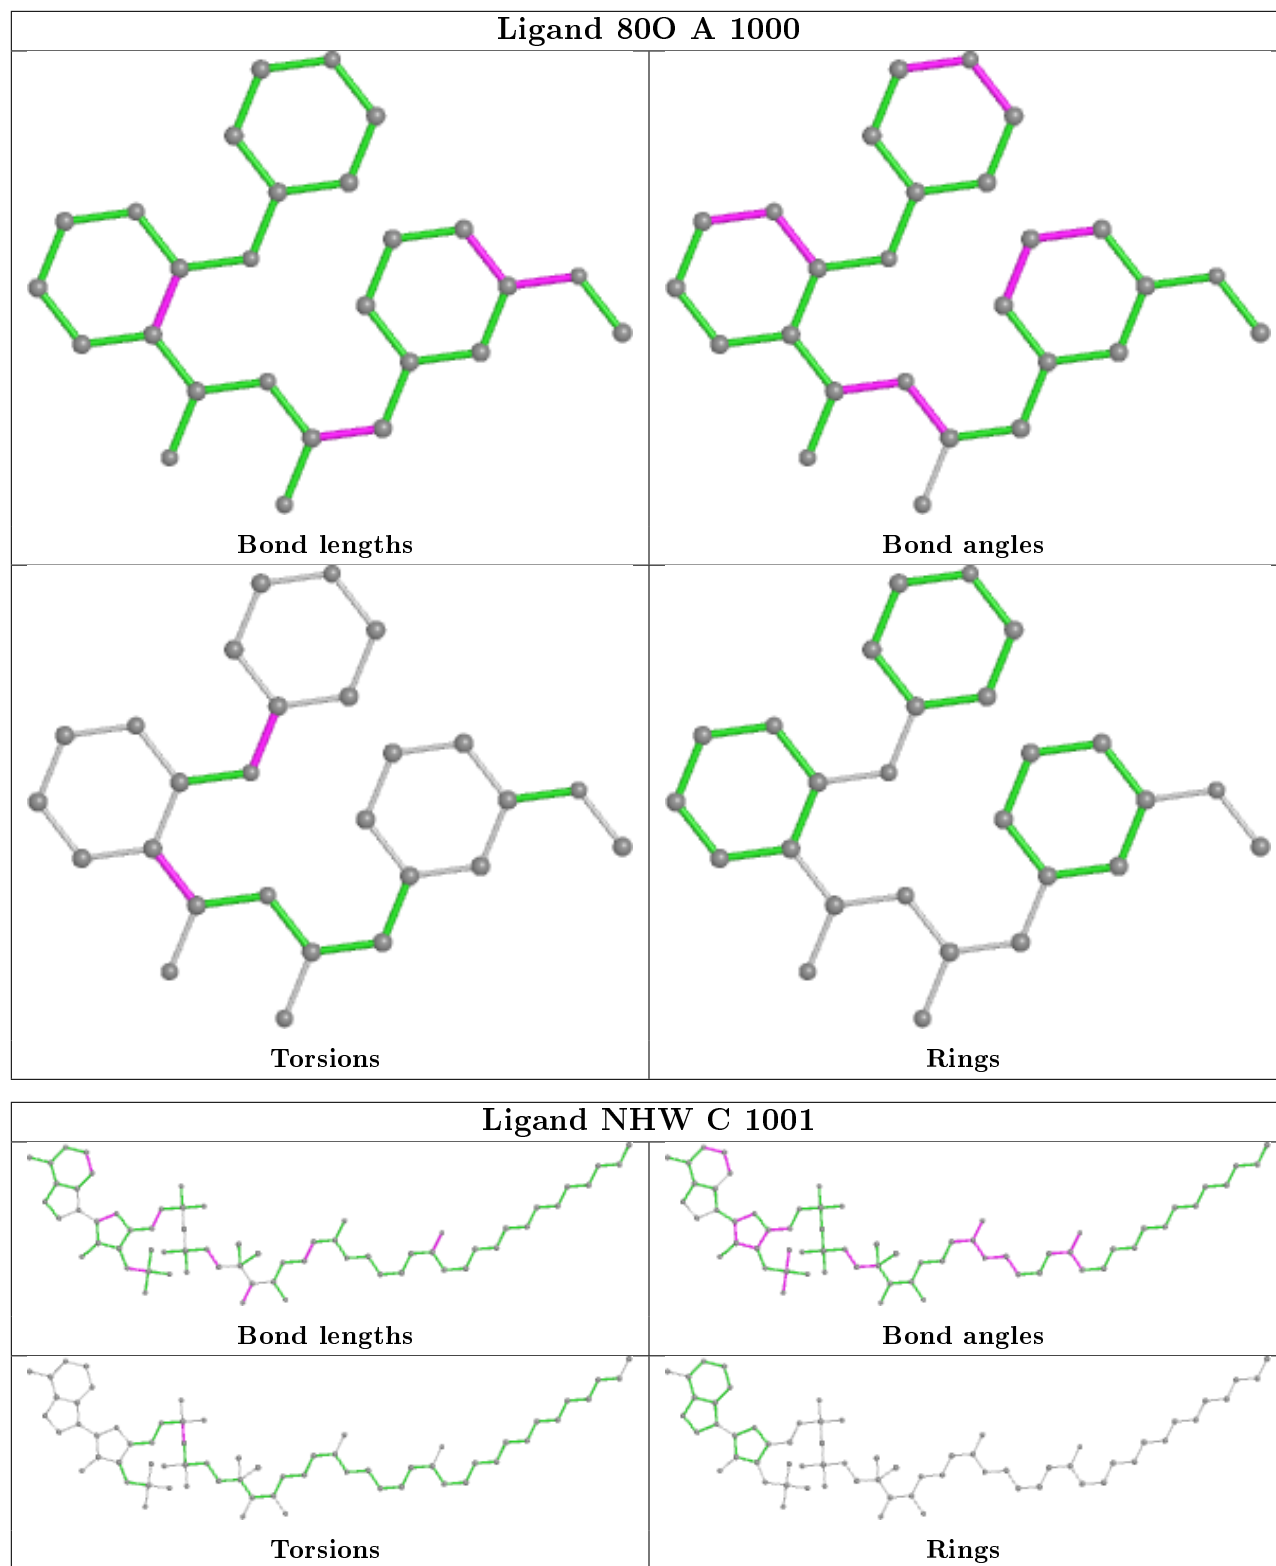 Ligand 80O A 1000
Bond lengths
Bond angles
Torsions
Rings
Ligand NHW C 1001
Bond lengths
Bond angles
Torsions
Rings